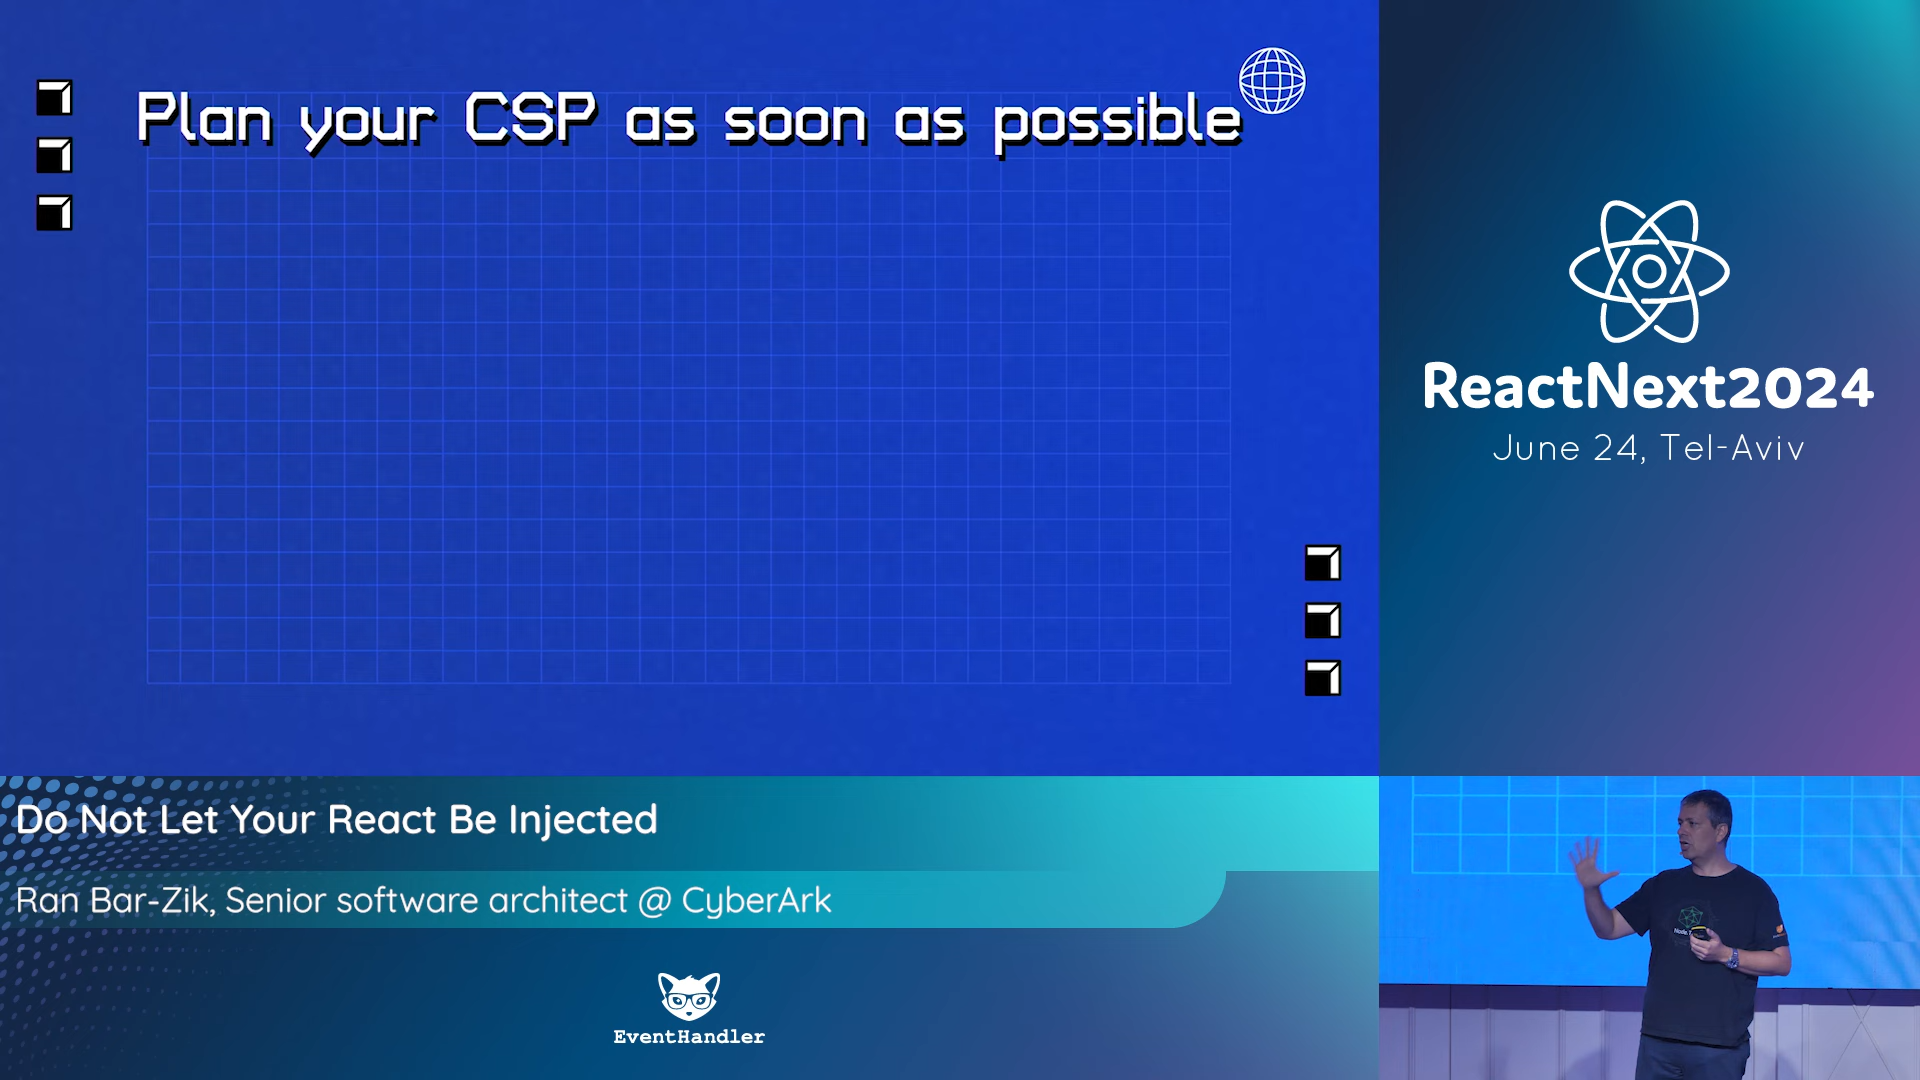 Plan your CSP as soon as possible
ReactNext2024
June 24, Tel-Aviv
Do Not Let Your React Be Injected
Ran Bar-Zik, Senior software architect @ CyberArk
EventHandler